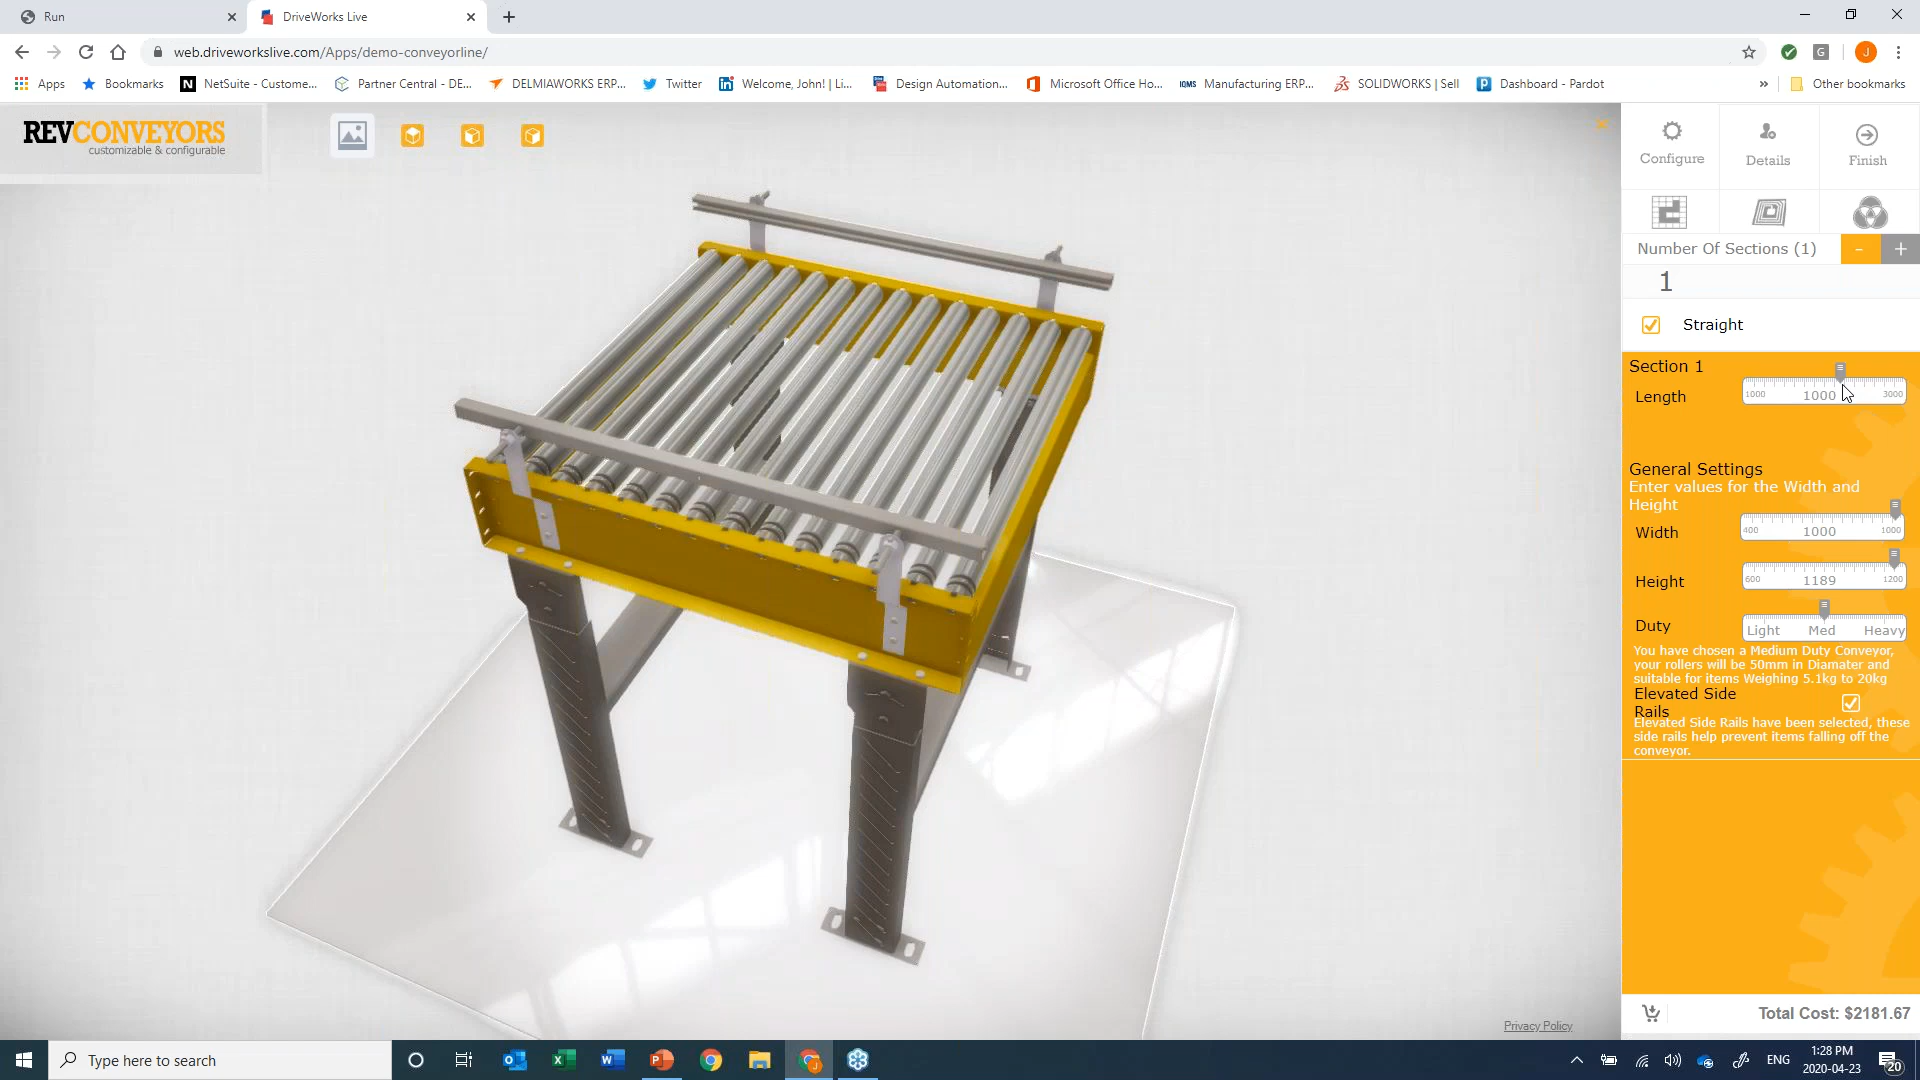 Run
DriveWorks Live
web.driveworkslive.com/Apps/demo-conveyorline/
G
J
Apps
Bookmarks
NetSuite - Custome...
Partner Central - DE...
DELMIAWORKS ERP...
Twitter
Welcome, John! | Li...
Design Automation...
Microsoft Office Ho...
IQMS Manufacturing ERP...
SOLIDWORKS | Sell
Dashboard - Pardot
»
Other bookmarks
REVCONVEYORS
customizable & configurable
Configure
Details
Finish
Number Of Sections (1)
-
+
1
Straight
Section 1
Length
1000 1000 3000
General Settings
Enter values for the Width and
Height
Width
400 1000 1000
Height
600 1189 1200
Duty
Light Med Heavy
You have chosen a Medium Duty Conveyor,
your rollers will be 50mm in Diamater and
suitable for items Weighing 5.1kg to 20kg
Elevated Side
Rails
Elevated Side Rails have been selected, these
side rails help prevent items falling off the
conveyor.
Privacy Policy
Total Cost: $2181.67
Type here to search
ENG
1:28 PM
2020-04-23
20